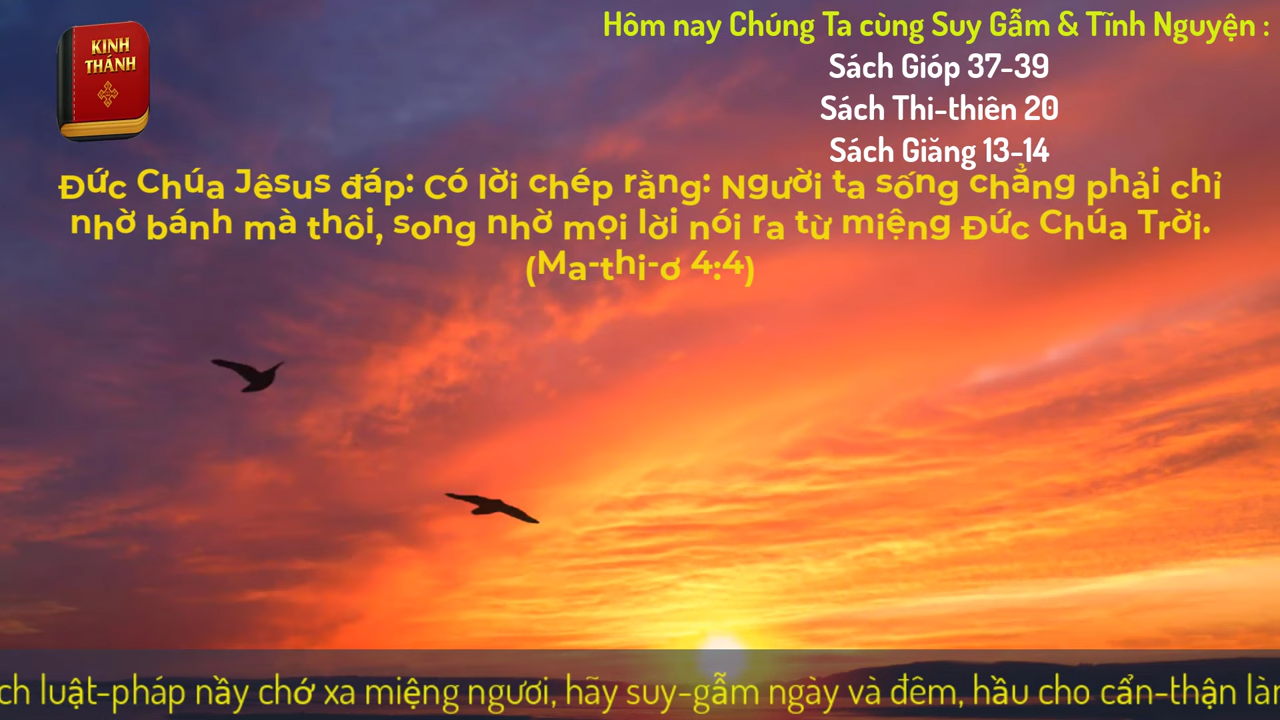 KINH
THÁNH
Hôm nay Chúng Ta cùng Suy Gẫm & Tĩnh Nguyện :
Sách Gióp 37-39
Sách Thi-thiên 20
Sách Giăng 13-14
Đức Chúa Jêsus đáp: Có lời chép rằng: Người ta sống chẳng phải chỉ
nhờ bánh mà thôi, song nhờ mọi lời nói ra từ miệng Đức Chúa Trời.
(Ma-thi-ơ 4:4)
ch luật-pháp nầy chớ xa miệng ngươi, hãy suy-gẫm ngày và đêm, hầu cho cẩn-thận làm